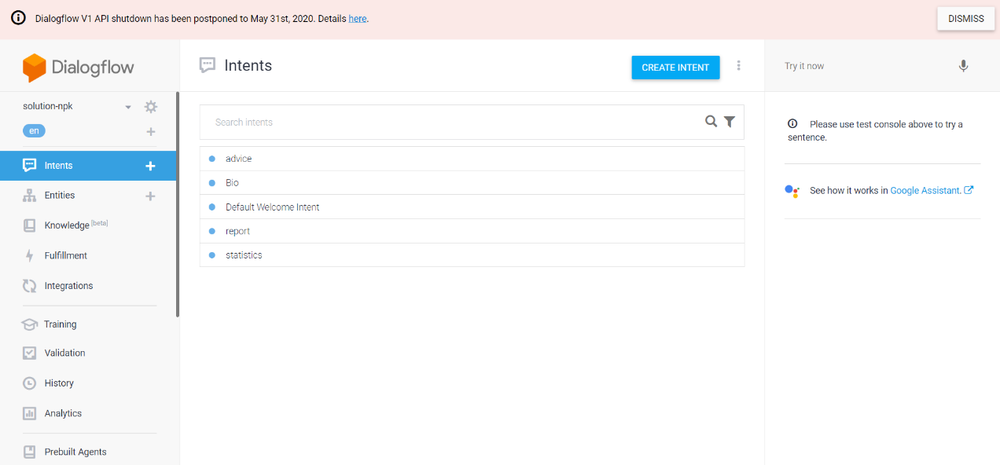 Dialogflow V1 API shutdown has been postponed to May 31st, 2020. Details here.
DISMISS
Dialogflow
solution-npk
en
Intents
Entities
Knowledge [beta]
Fulfillment
Integrations
Training
Validation
History
Analytics
Prebuilt Agents
Intents
CREATE INTENT
Search intents
advice
Bio
Default Welcome Intent
report
statistics
Try it now
Please use test console above to try a
sentence.
See how it works in Google Assistant.